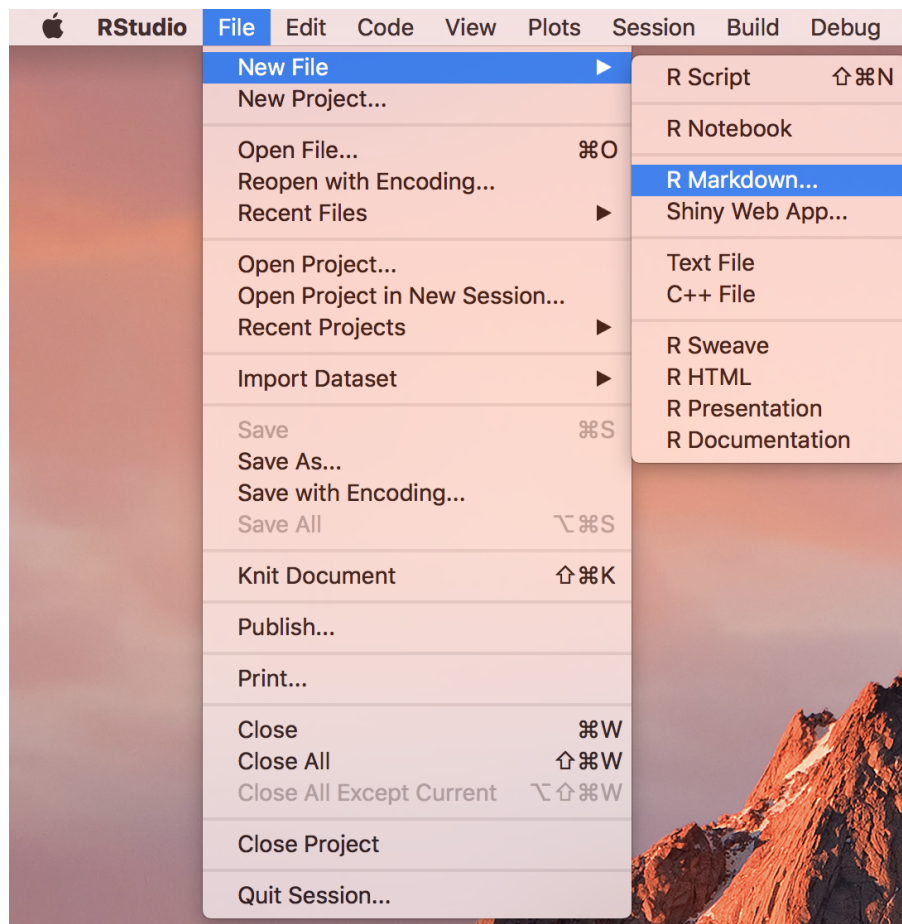 RStudio File Edit Code View Plots Session Build Debug
New File ▶
New Project...
Open File... ⌘O
Reopen with Encoding...
Recent Files ▶
Open Project...
Open Project in New Session...
Recent Projects ▶
Import Dataset ▶
Save ⌘S
Save As...
Save with Encoding...
Save All ⌥⌘S
Knit Document ⇧⌘K
Publish...
Print...
Close ⌘W
Close All ⇧⌘W
Close All Except Current ⌥⇧⌘W
Close Project
Quit Session...
R Script ⇧⌘N
R Notebook
R Markdown...
Shiny Web App...
Text File
C++ File
R Sweave
R HTML
R Presentation
R Documentation